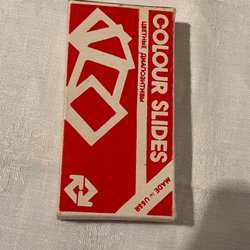 COLOUR SLIDES
ЦВЕТНЫЕ ДИАПОЗИТИВЫ
MADE in USSR